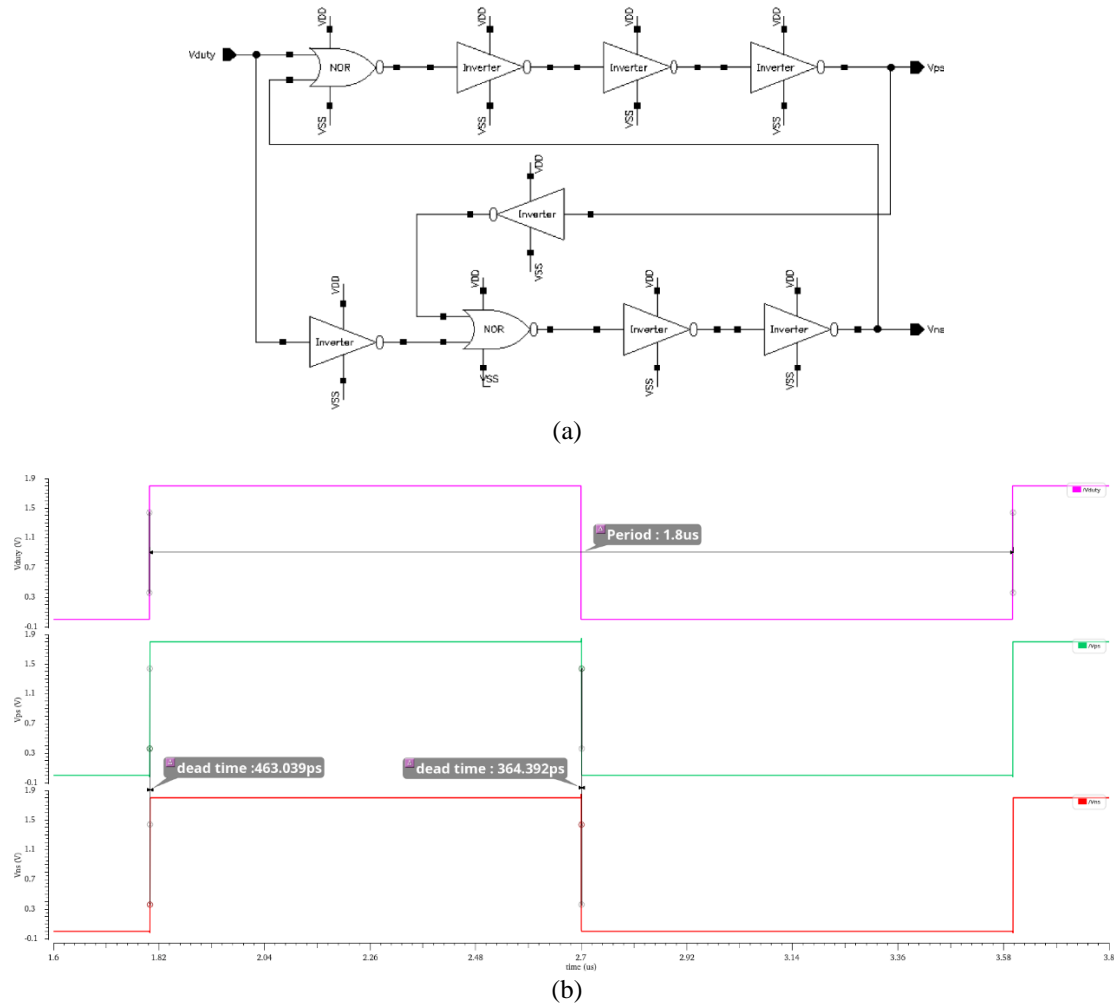 VDD VDD VDD VDD
Vduty NOR Inverter Inverter Inverter Vps
VSS VSS VSS VSS
VDD
Inverter
VSS
VDD VDD VDD VDD
Inverter NOR Inverter Inverter Vns
VSS VSS VSS VSS
(a)
1.9
/Vduty
1.5
1.1
Period : 1.8us
Vduty (V)
0.7
0.3
-0.1
1.9
/Vps
1.5
1.1
Vps (V)
0.7
0.3
dead time :463.039ps
dead time : 364.392ps
-0.1
1.9
/Vns
1.5
1.1
Vns (V)
0.7
0.3
-0.1
1.6 1.82 2.04 2.26 2.48 2.7 2.92 3.14 3.36 3.58 3.8
time (us)
(b)